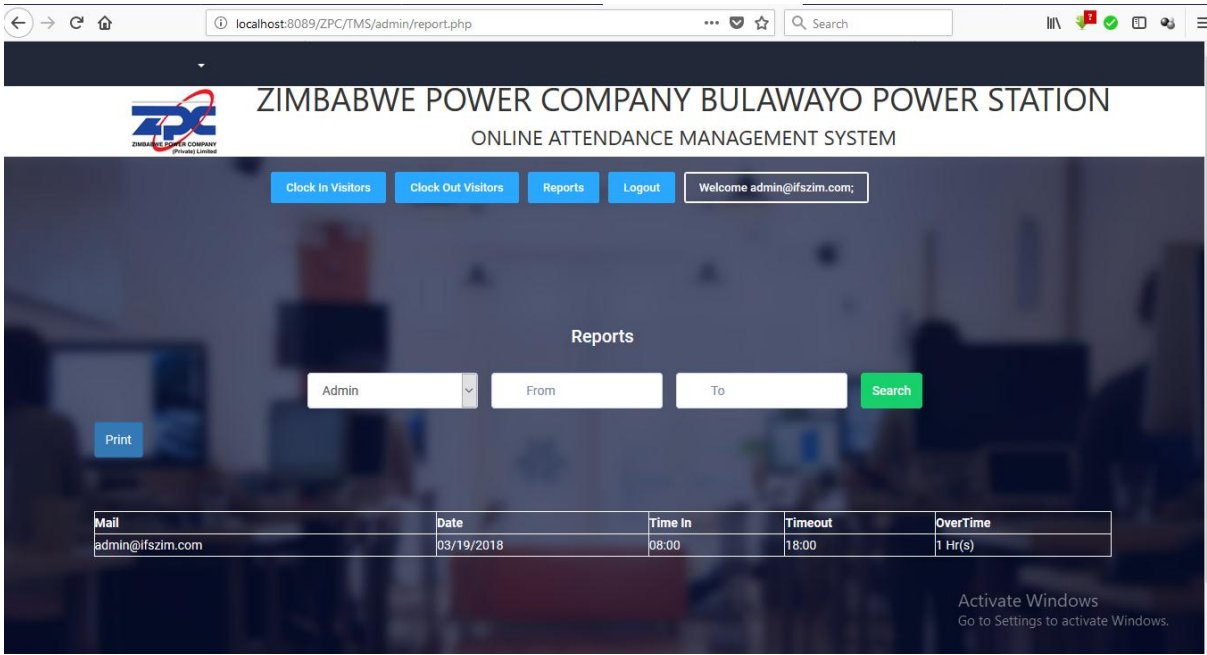 localhost:8089/ZPC/TMS/admin/report.php
Search
ZIMBABWE POWER COMPANY BULAWAYO POWER STATION
ONLINE ATTENDANCE MANAGEMENT SYSTEM
ZPC
ZIMBABWE POWER COMPANY
(Private) Limited
Clock In Visitors Clock Out Visitors Reports Logout Welcome admin@ifszim.com;
Reports
Admin From To Search
Print
Mail Date Time In Timeout OverTime
admin@ifszim.com 03/19/2018 08:00 18:00 1 Hr(s)
Activate Windows
Go to Settings to activate Windows.